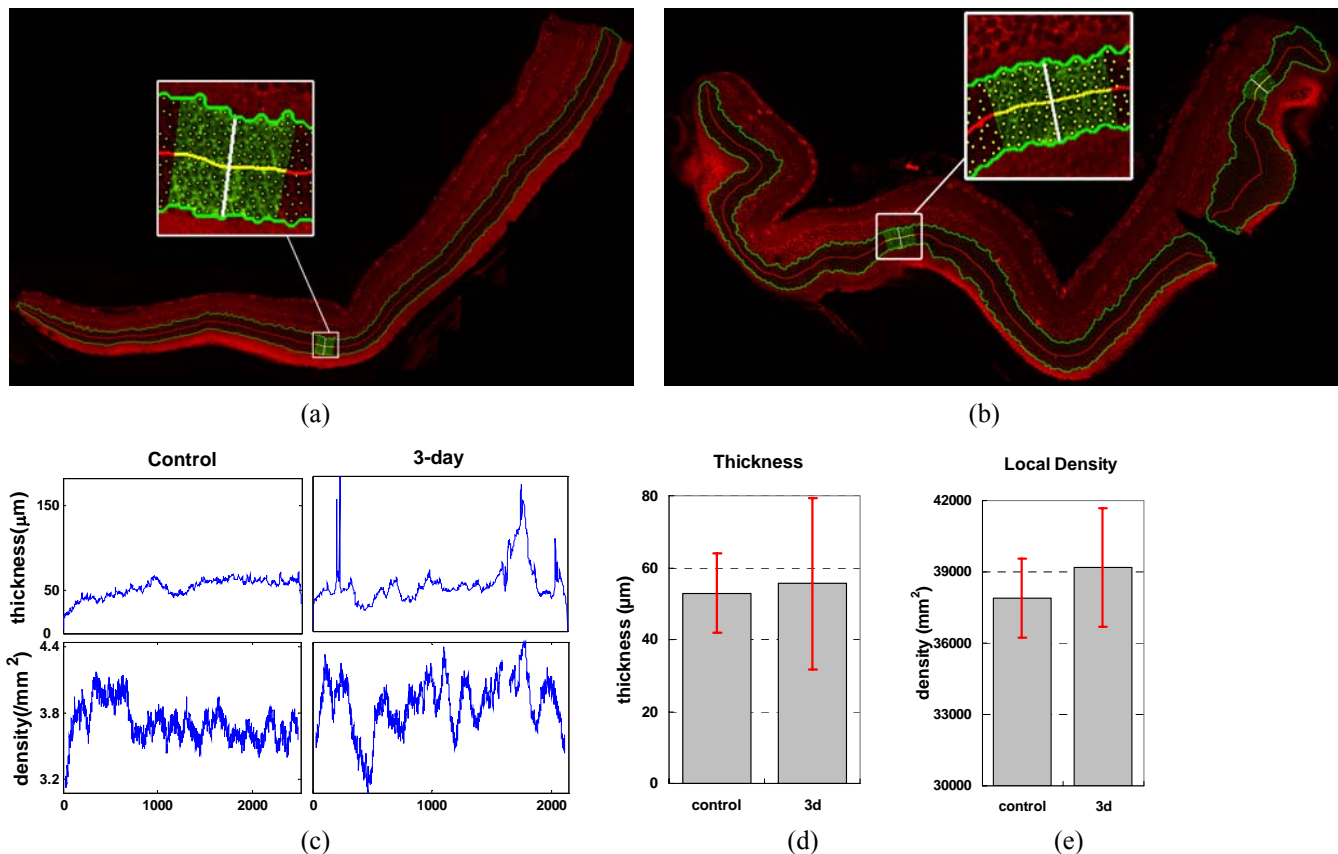 (a)
(b)
Control
3-day
thickness(µm)
150
50
0
density(/mm²)
4.4
3.8
3.2
0
1000
2000
0
1000
2000
(c)
Thickness
thickness (µm)
80
60
40
20
0
control
3d
(d)
Local Density
density (mm²)
42000
39000
36000
33000
30000
control
3d
(e)